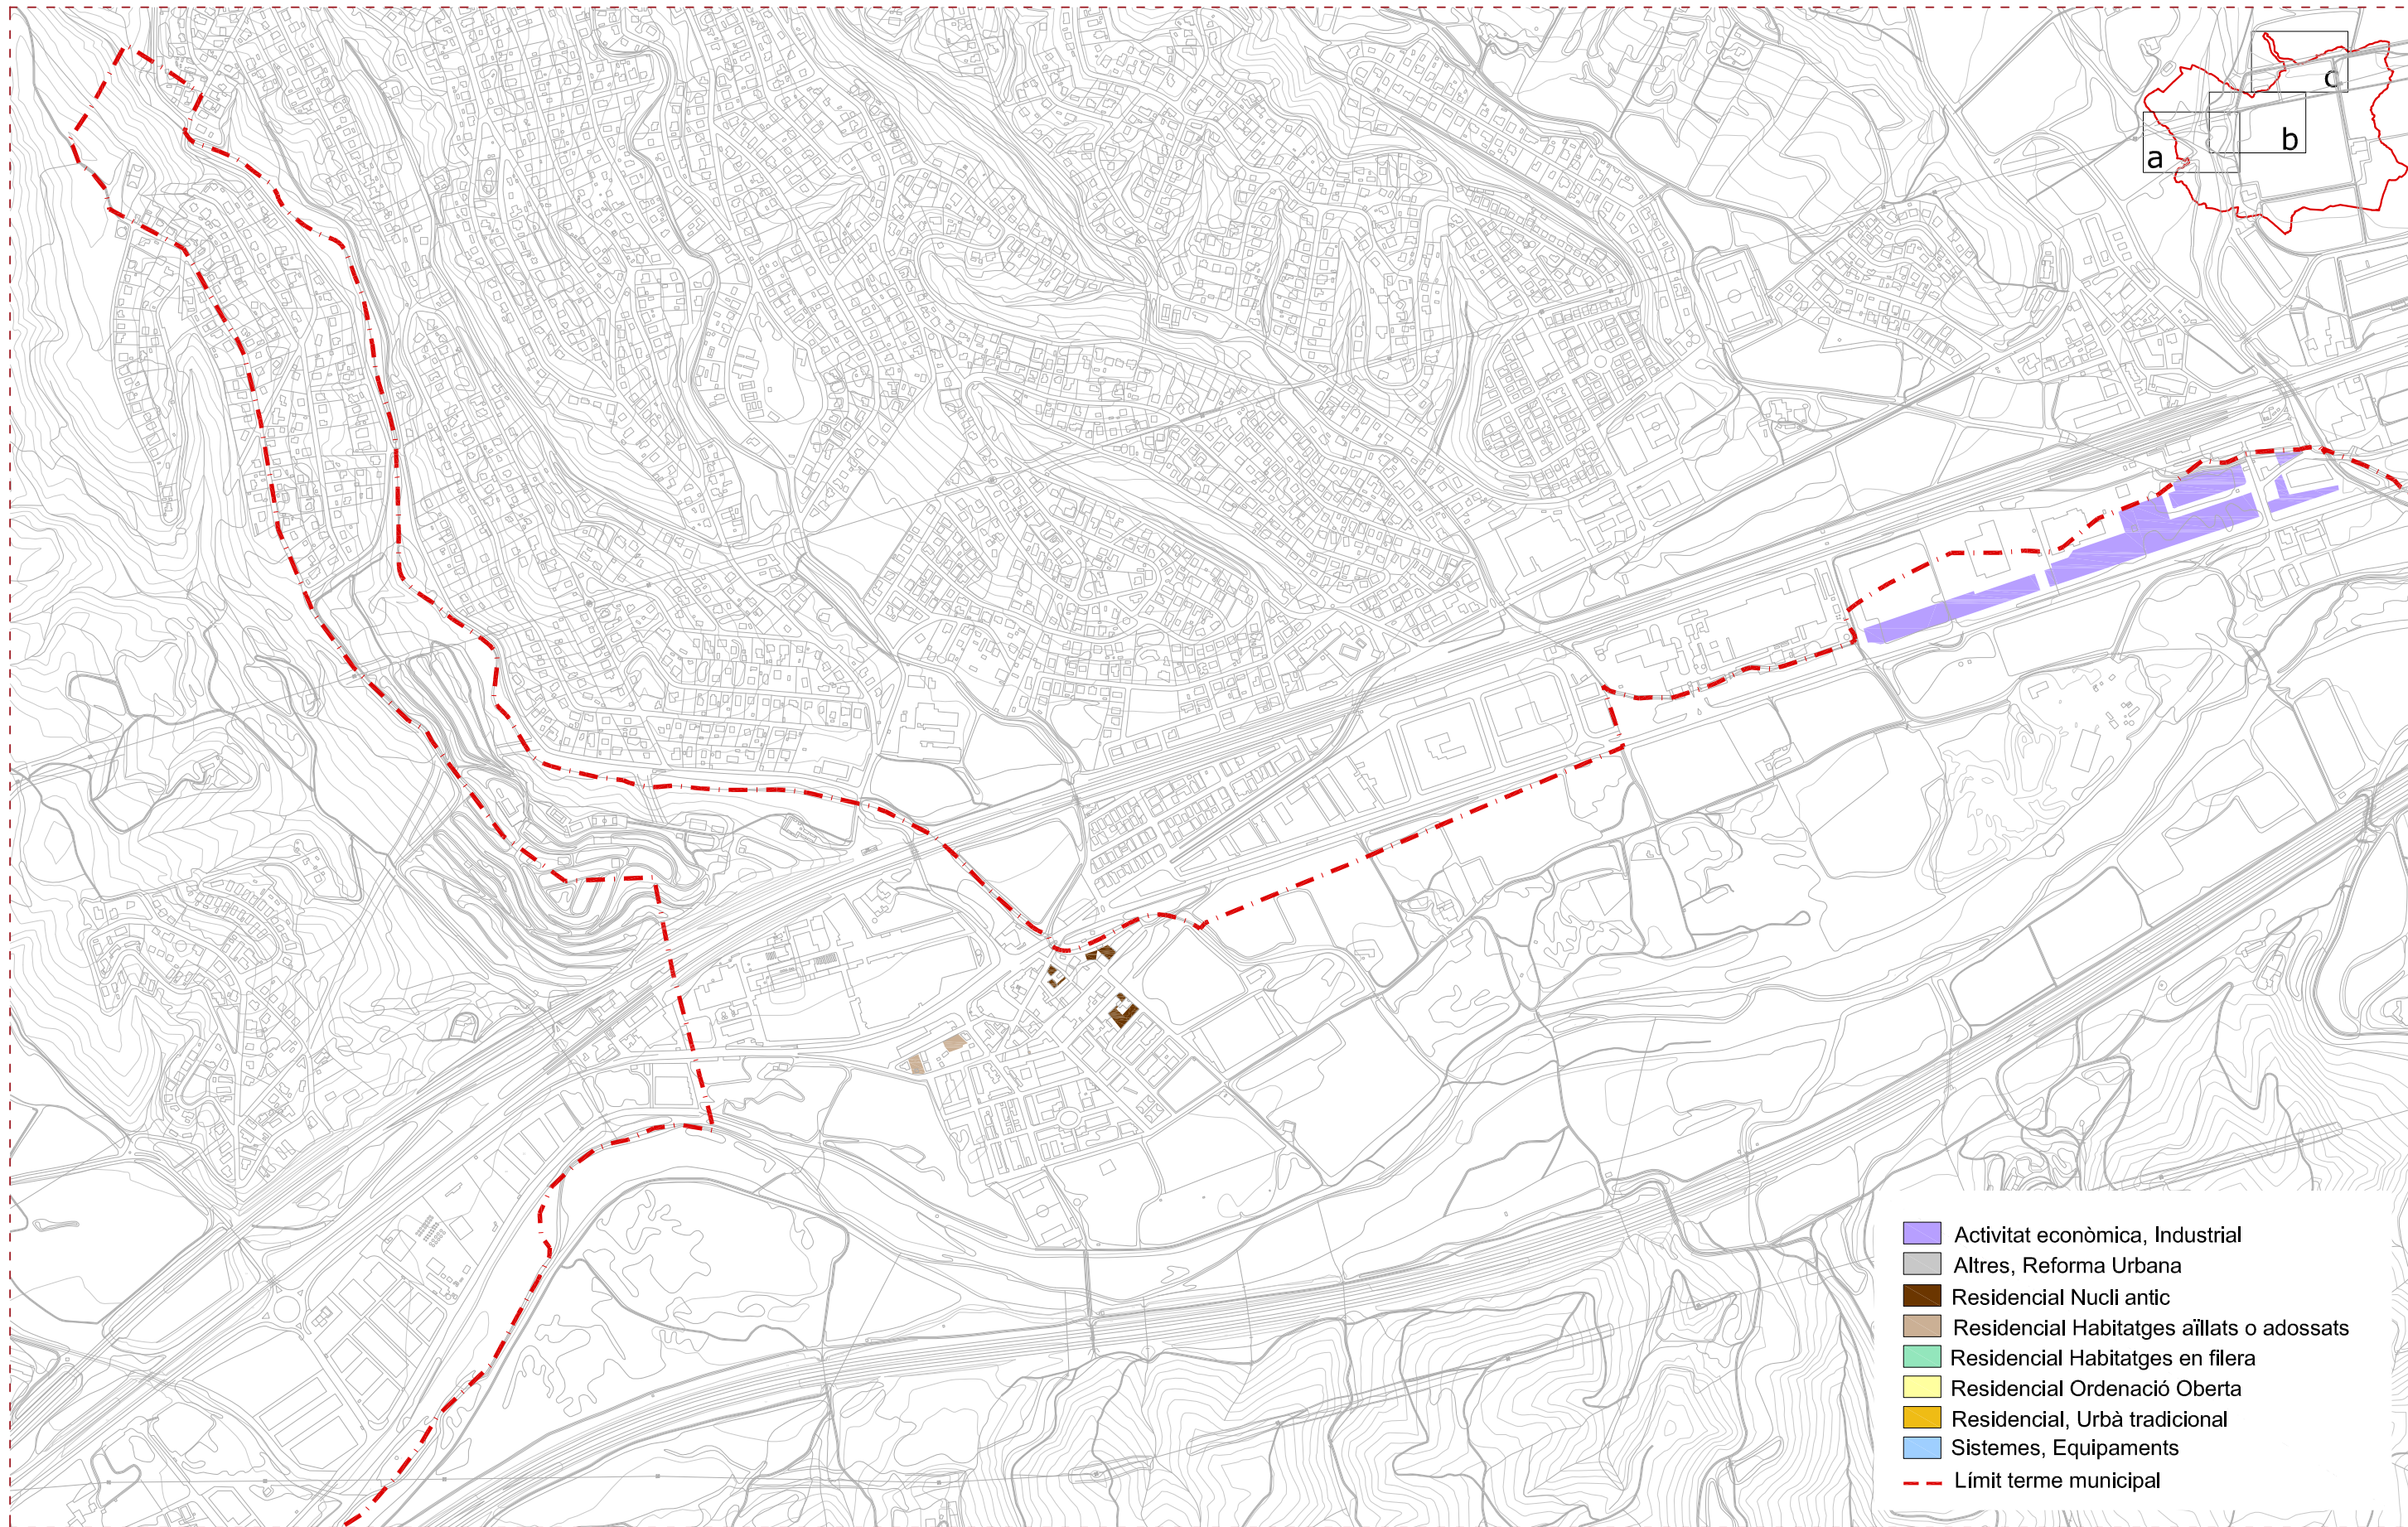 c
b
a
Activitat econòmica, Industrial
Altres, Reforma Urbana
Residencial Nucli antic
Residencial Habitatges aïllats o adossats
Residencial Habitatges en filera
Residencial Ordenació Oberta
Residencial, Urbà tradicional
Sistemes, Equipaments
Límit terme municipal